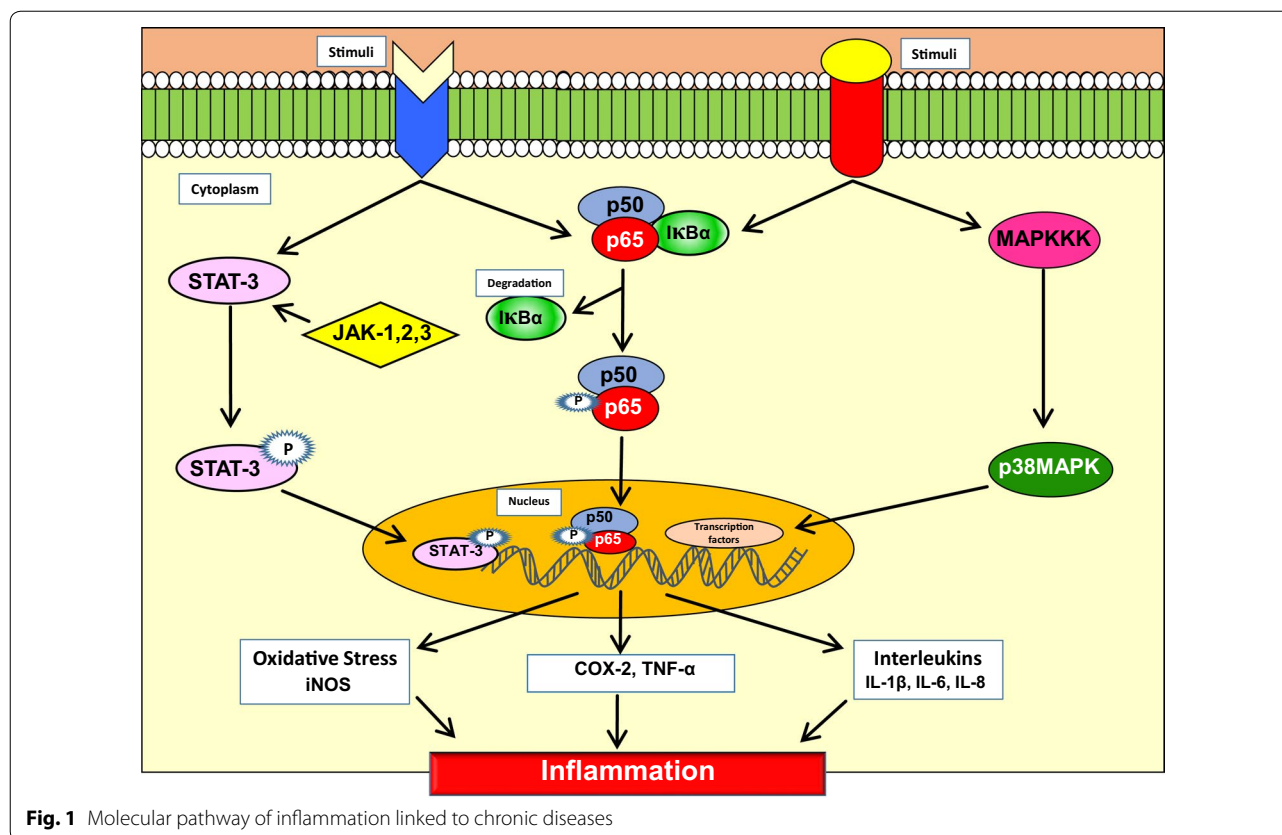 Stimuli
Stimuli
Cytoplasm
p50
p65
IκBα
MAPKKK
STAT-3
Degradation
IκBα
JAK-1,2,3
p50
P
p65
P
STAT-3
p38MAPK
Nucleus
p50
P
P
p65
STAT-3
Transcription
factors
Oxidative Stress
iNOS
COX-2, TNF-α
Interleukins
IL-1β, IL-6, IL-8
Inflammation
Fig. 1 Molecular pathway of inflammation linked to chronic diseases